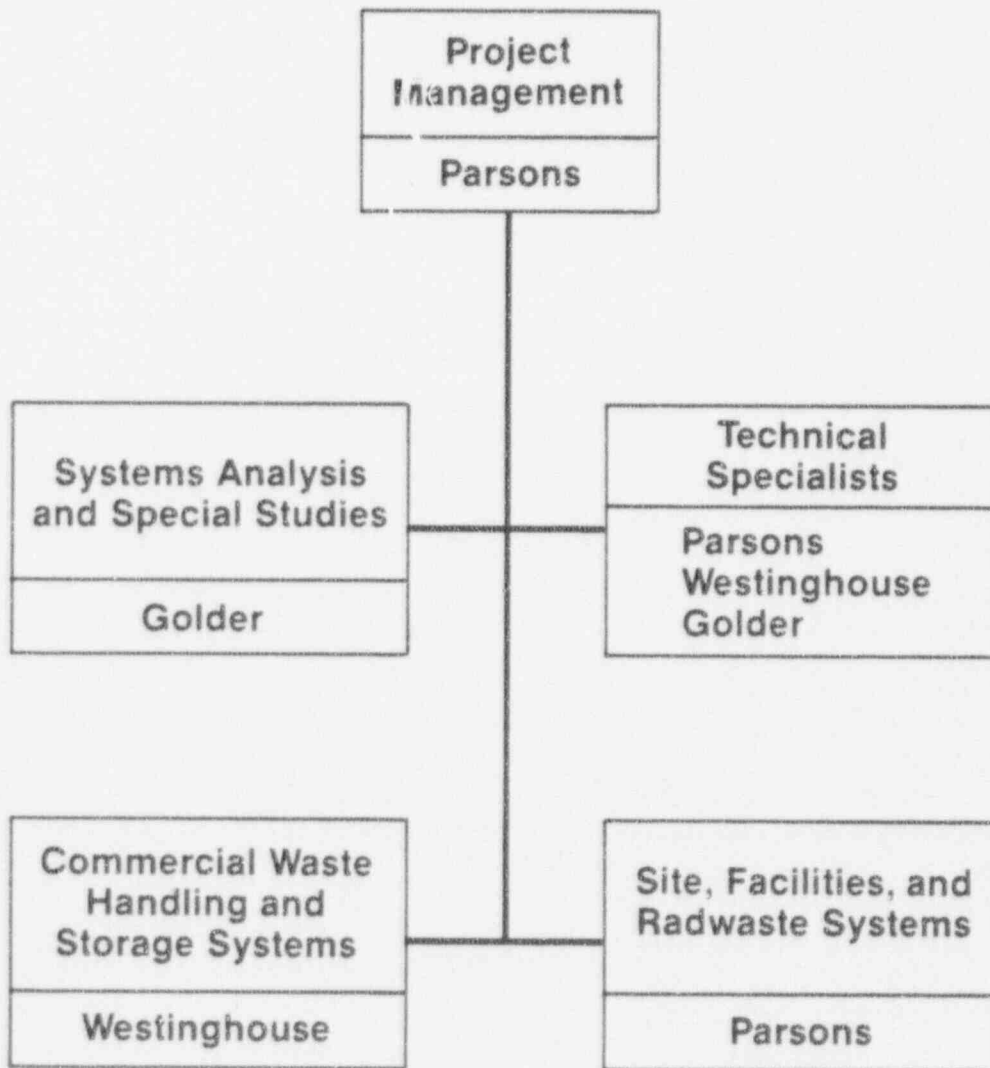 Project
Management
Parsons
Systems Analysis
and Special Studies
Golder
Technical
Specialists
Parsons
Westinghouse
Golder
Commercial Waste
Handling and
Storage Systems
Westinghouse
Site, Facilities, and
Radwaste Systems
Parsons